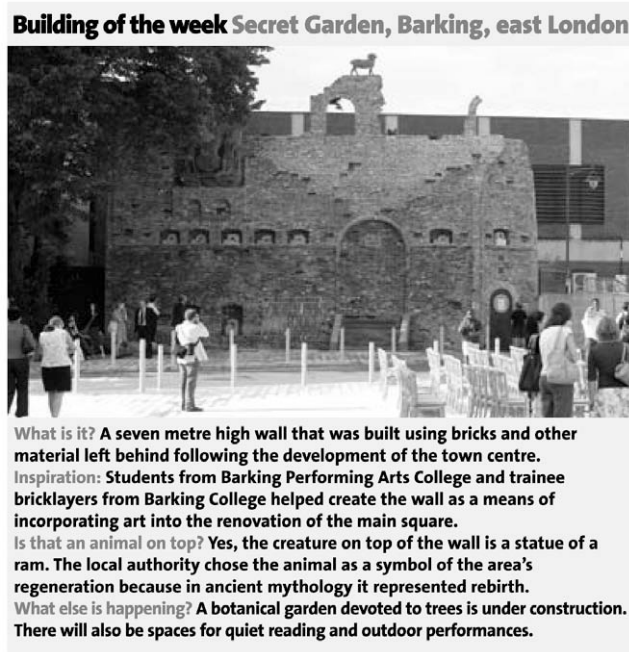 Building of the week Secret Garden, Barking, east London
What is it? A seven metre high wall that was built using bricks and other
material left behind following the development of the town centre.
Inspiration: Students from Barking Performing Arts College and trainee
bricklayers from Barking College helped create the wall as a means of
incorporating art into the renovation of the main square.
Is that an animal on top? Yes, the creature on top of the wall is a statue of a
ram. The local authority chose the animal as a symbol of the area’s
regeneration because in ancient mythology it represented rebirth.
What else is happening? A botanical garden devoted to trees is under construction.
There will also be spaces for quiet reading and outdoor performances.